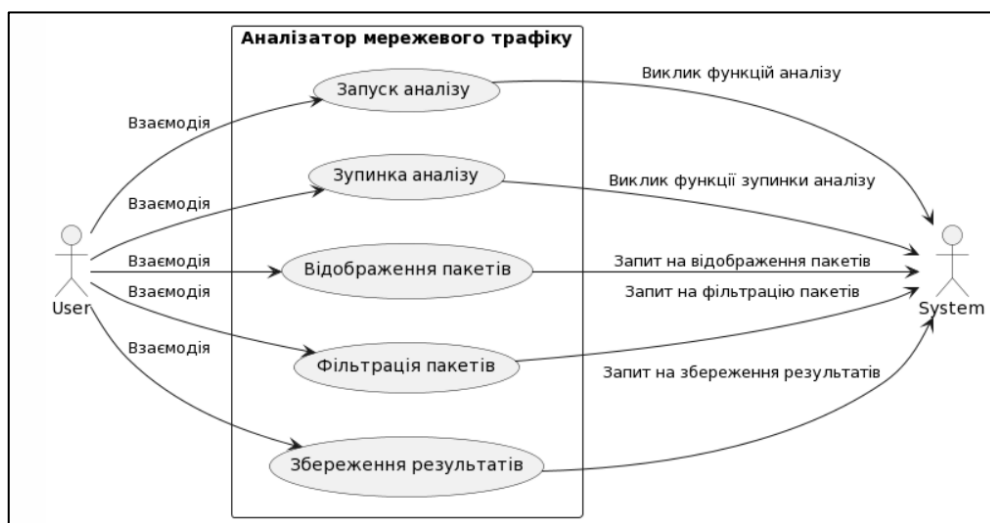 Аналізатор мережевого трафіку
Запуск аналізу
Виклик функцій аналізу
Взаємодія
Зупинка аналізу
Виклик функції зупинки аналізу
Взаємодія
Відображення пакетів
Запит на відображення пакетів
Взаємодія
Запит на фільтрацію пакетів
Взаємодія
User
System
Взаємодія
Фільтрація пакетів
Запит на збереження результатів
Збереження результатів